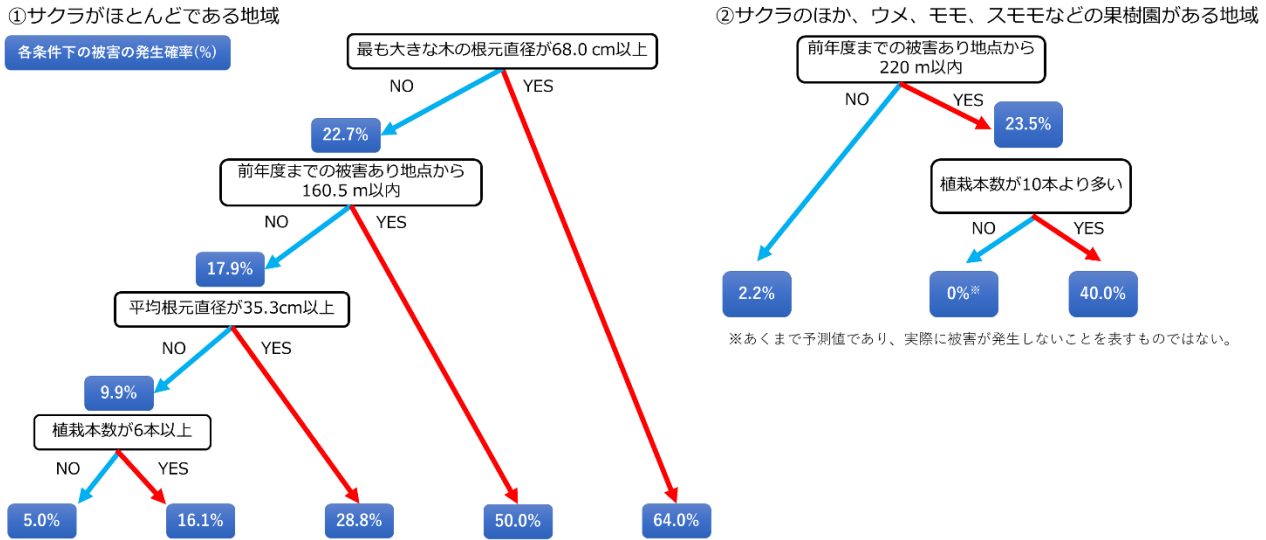 ①サクラがほとんどである地域
各条件下の被害の発生確率(%)
最も大きな木の根元直径が68.0 cm以上
NO
YES
22.7%
前年度までの被害あり地点から
160.5 m以内
NO
YES
17.9%
平均根元直径が35.3cm以上
NO
YES
9.9%
植栽本数が6本以上
NO
YES
5.0%
16.1%
28.8%
50.0%
64.0%
②サクラのほか、ウメ、モモ、スモモなどの果樹園がある地域
前年度までの被害あり地点から
220 m以内
NO
YES
23.5%
植栽本数が10本より多い
NO
YES
2.2%
0%※
40.0%
※あくまで予測値であり、実際に被害が発生しないことを表すものではない。